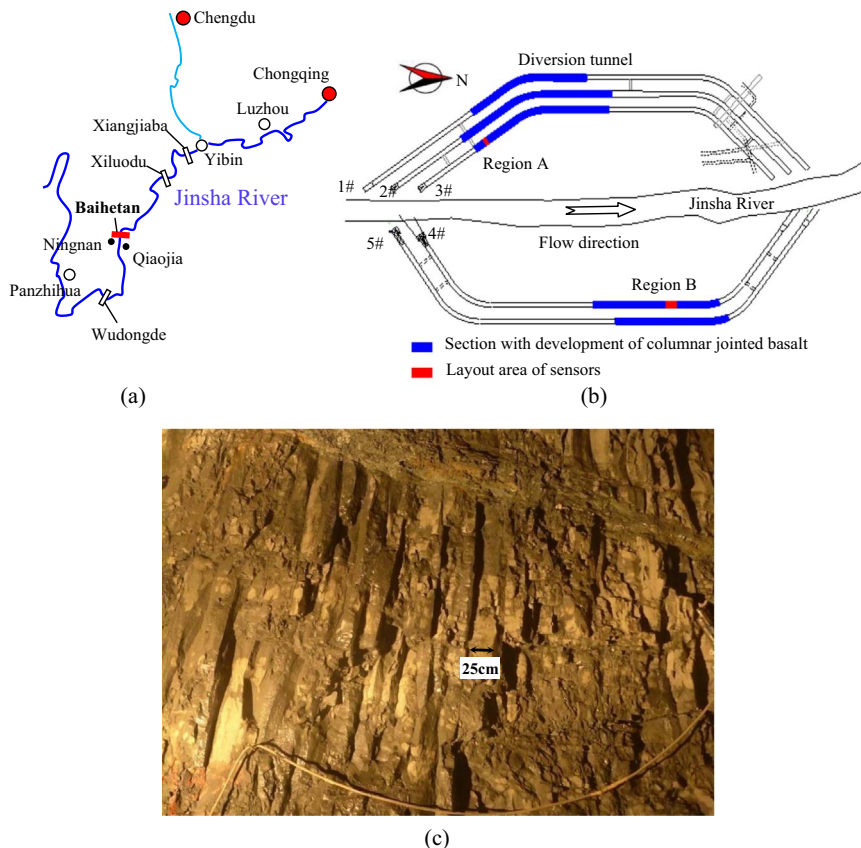 Chengdu
Chongqing
Luzhou
Xiangjiaba
Yibin
Xiluodu
Jinsha River
Baihetan
Ningnan
Qiaojia
Panzhihua
Wudongde
(a)
Diversion tunnel
N
Region A
1#
2#
3#
Jinsha River
4#
5#
Flow direction
Region B
Section with development of columnar jointed basalt
Layout area of sensors
(b)
25cm
(c)